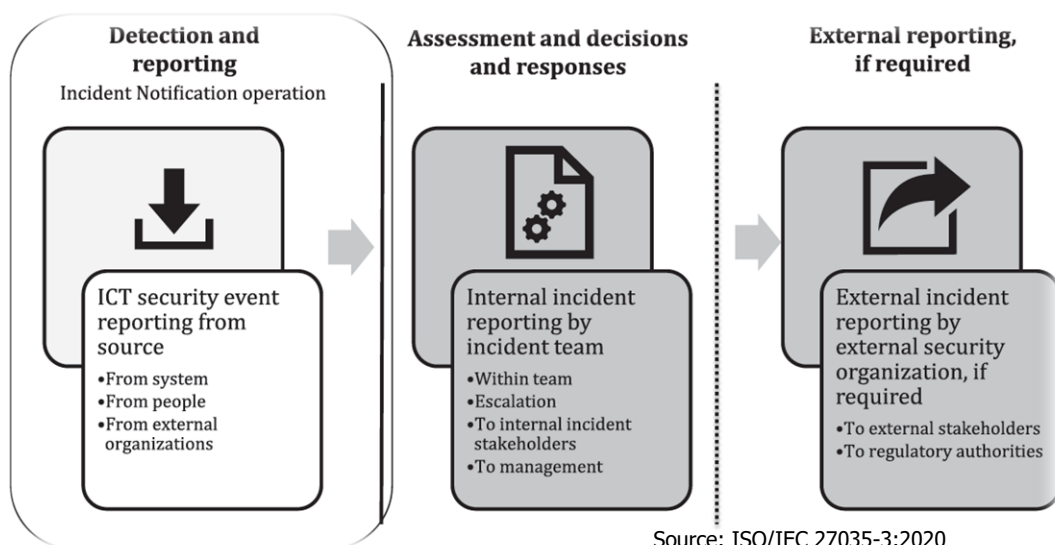 Detection and
reporting
Incident Notification operation
ICT security event
reporting from
source
•From system
•From people
•From external
organizations
Assessment and decisions
and responses
Internal incident
reporting by
incident team
•Within team
•Escalation
•To internal incident
stakeholders
•To management
External reporting,
if required
External incident
reporting by
external security
organization, if
required
•To external stakeholders
•To regulatory authorities
Source: ISO/IEC 27035-3:2020